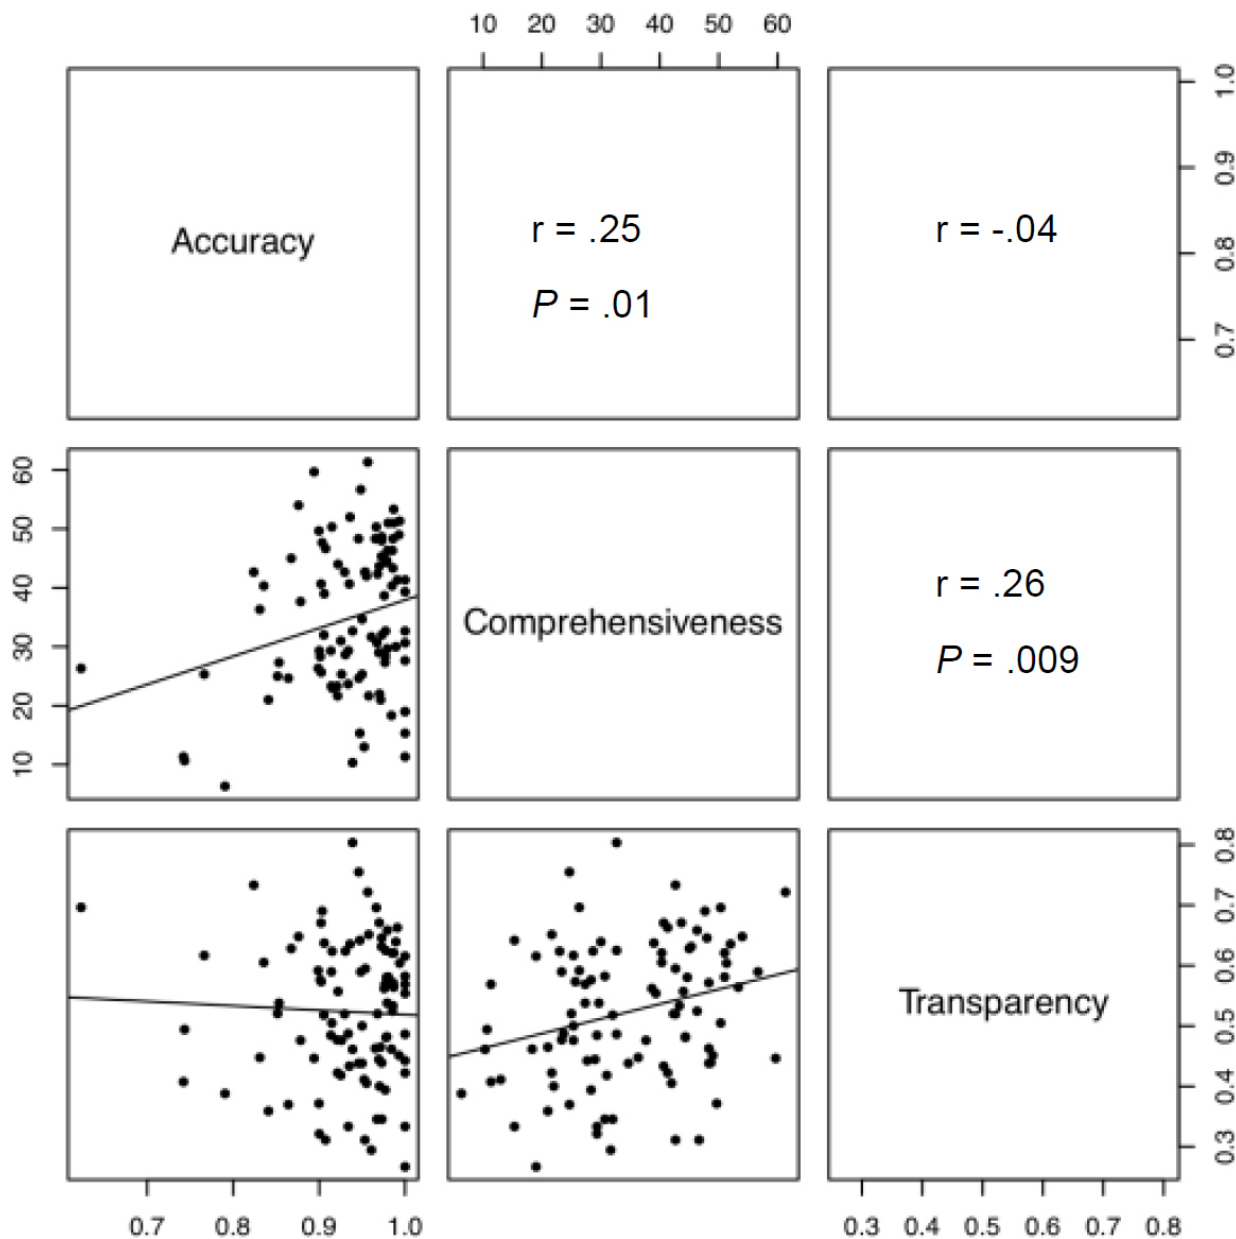 10 20 30 40 50 60
Accuracy
r = .25
P = .01
r = -.04
1.0
0.9
0.8
0.7
60
50
40
30
20
10
Comprehensiveness
r = .26
P = .009
Transparency
0.8
0.7
0.6
0.5
0.4
0.3
0.7 0.8 0.9 1.0
0.3 0.4 0.5 0.6 0.7 0.8